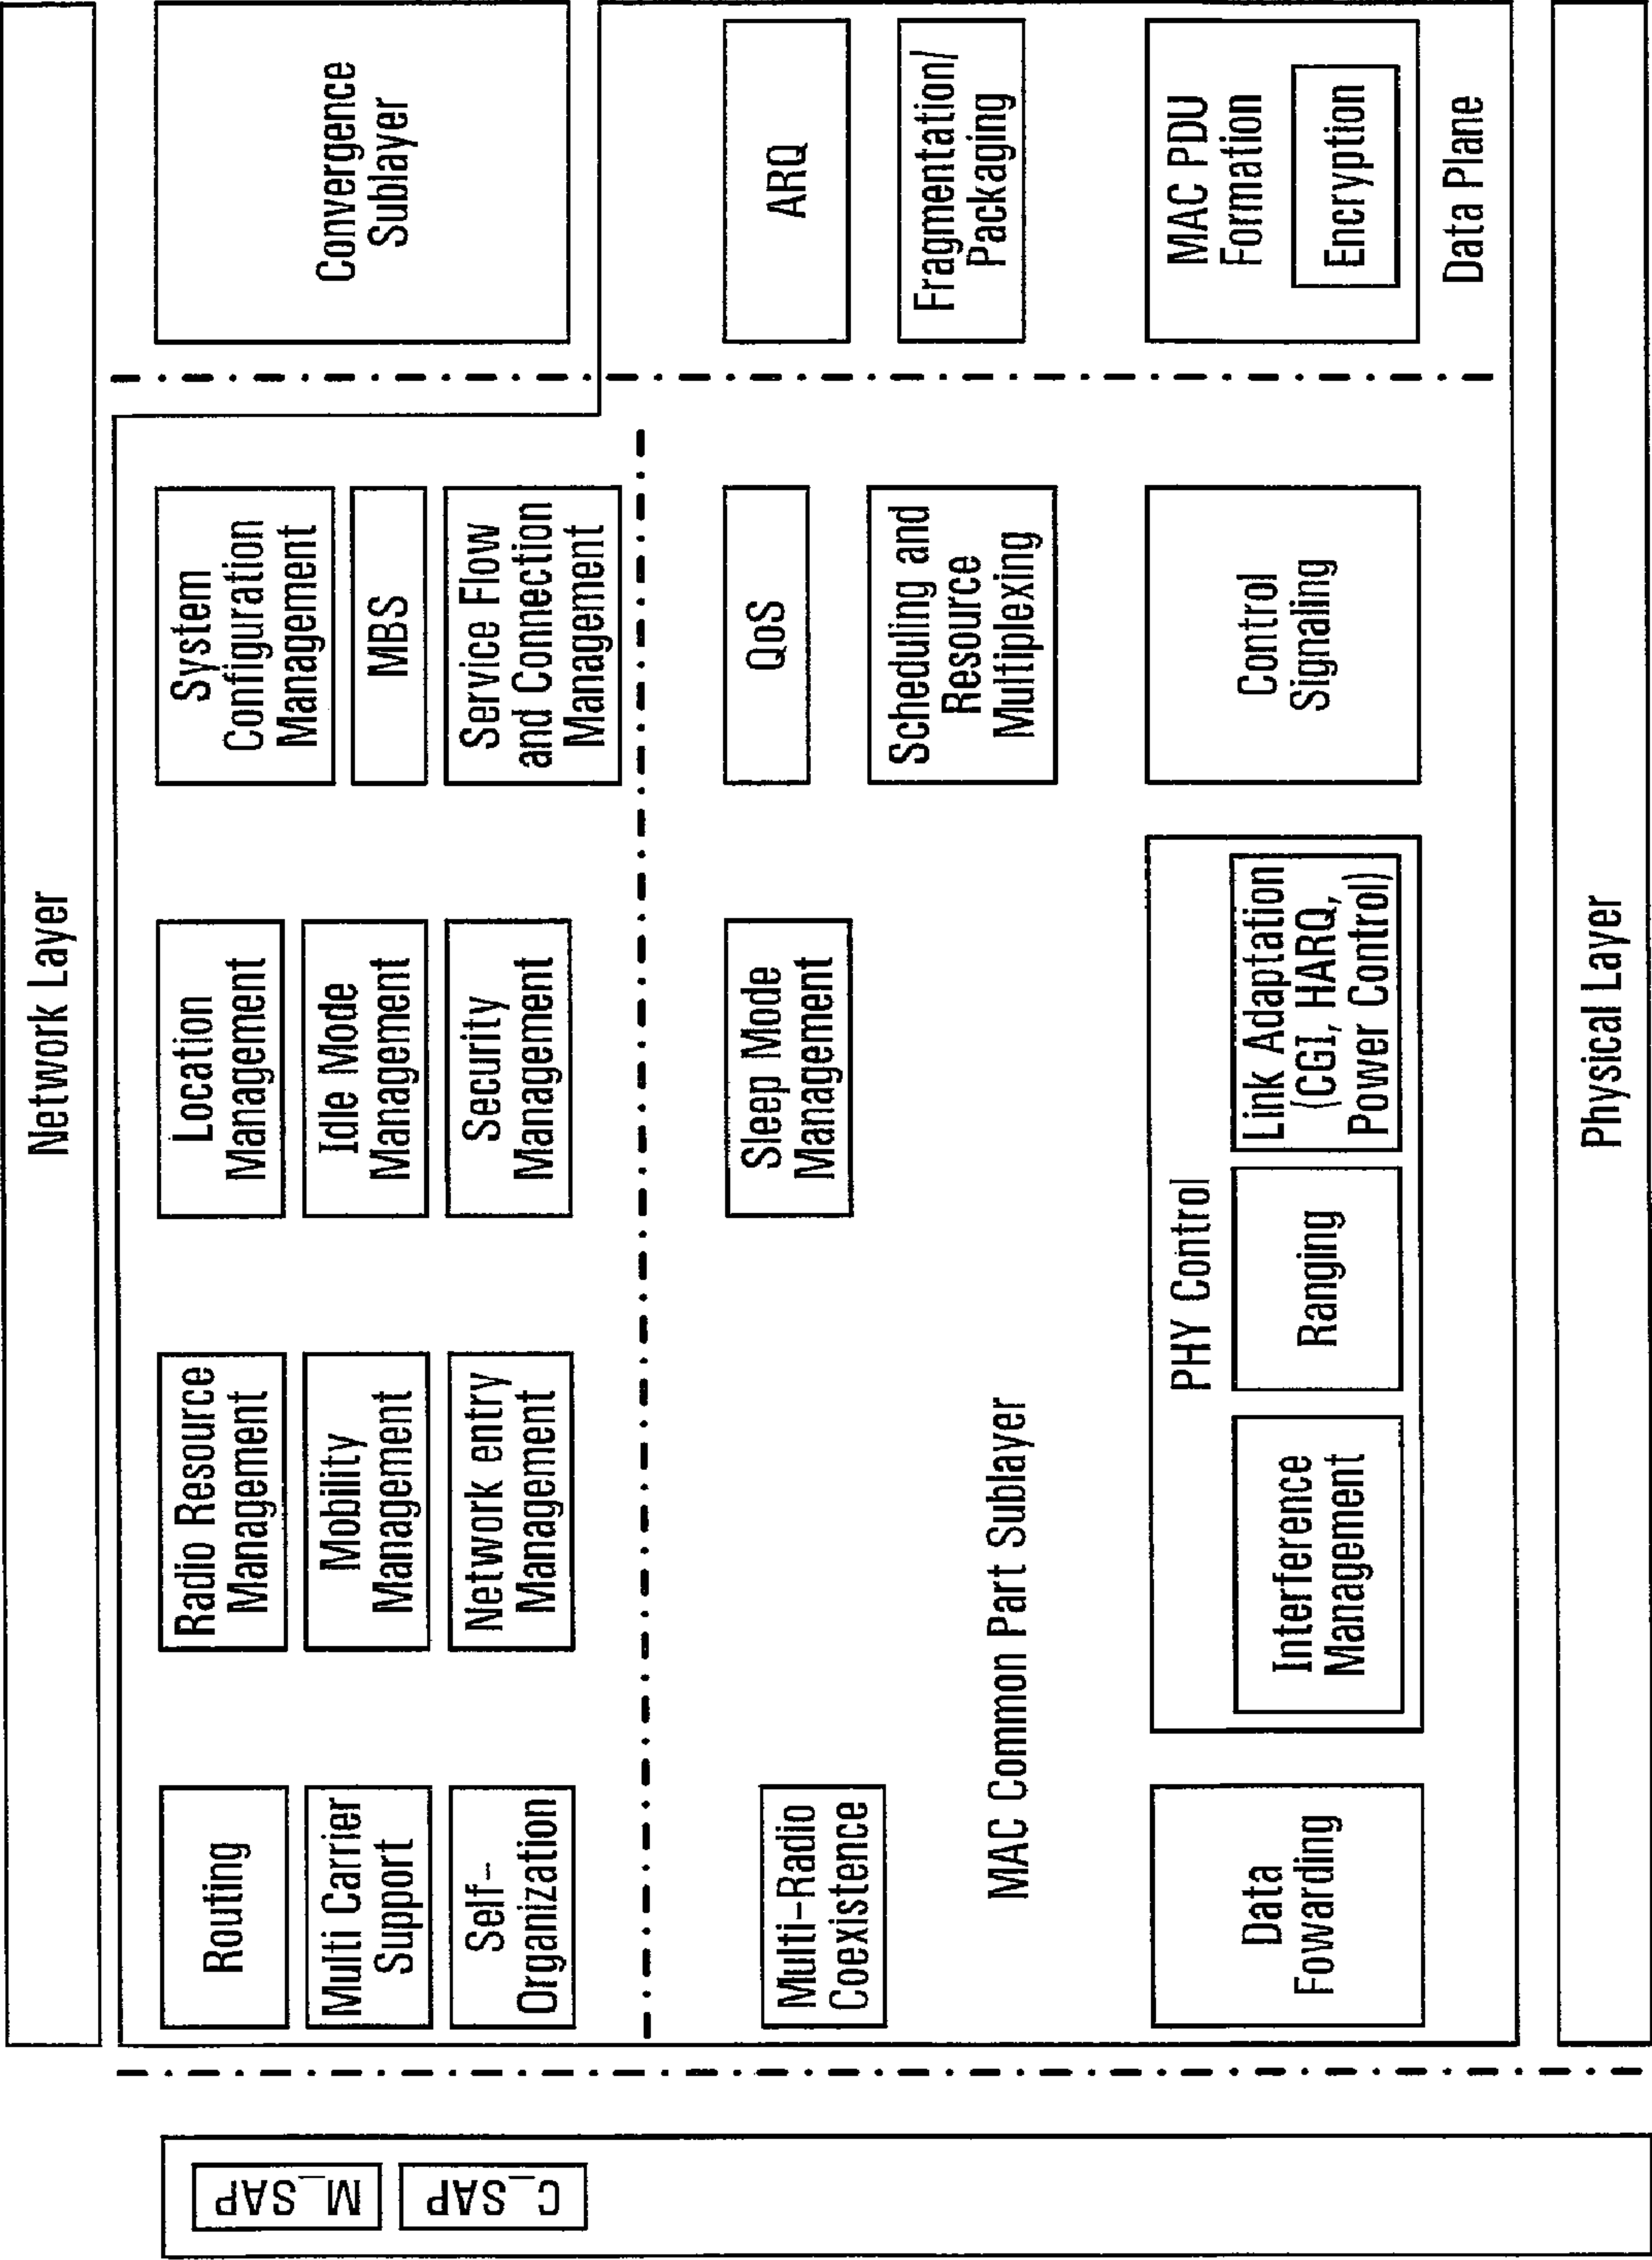 Network Layer
Routing
Radio Resource
Management
Location
Management
System
Configuration
Management
Convergence
Sublayer
Multi Carrier
Support
Mobility
Management
Idle Mode
Management
MBS
Self-
Organization
Network entry
Management
Security
Management
Service Flow
and Connection
Management
M_SAP
C_SAP
Multi-Radio
Coexistence
Sleep Mode
Management
QoS
ARQ
Scheduling and
Resource
Multiplexing
Fragmentation/
Packaging
MAC Common Part Sublayer
Data
Fowarding
PHY Control
Interference
Management
Ranging
Link Adaptation
(CGI, HARQ,
Power Control)
Control
Signaling
MAC PDU
Formation
Encryption
Data Plane
Physical Layer